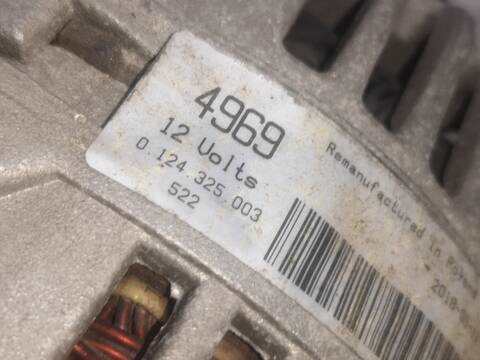 4969
12 Volts
0.124.325.003
522
Remanufactured in